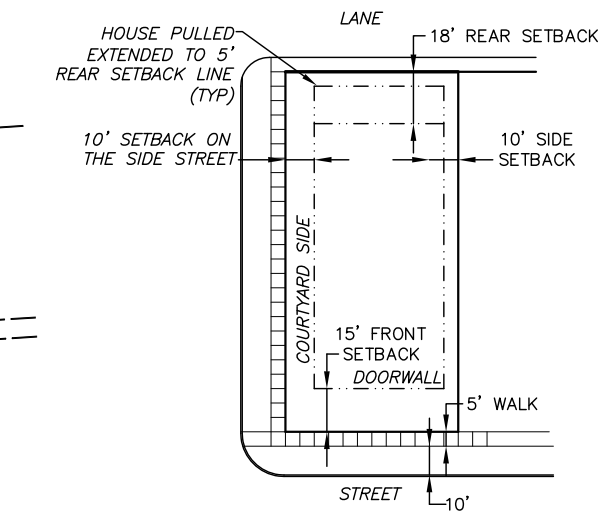 LANE
HOUSE PULLED
EXTENDED TO 5'
REAR SETBACK LINE
(TYP)
18' REAR SETBACK
10' SETBACK ON
THE SIDE STREET
10' SIDE
SETBACK
COURTYARD SIDE
15' FRONT
SETBACK
DOORWALL
5' WALK
STREET
10'